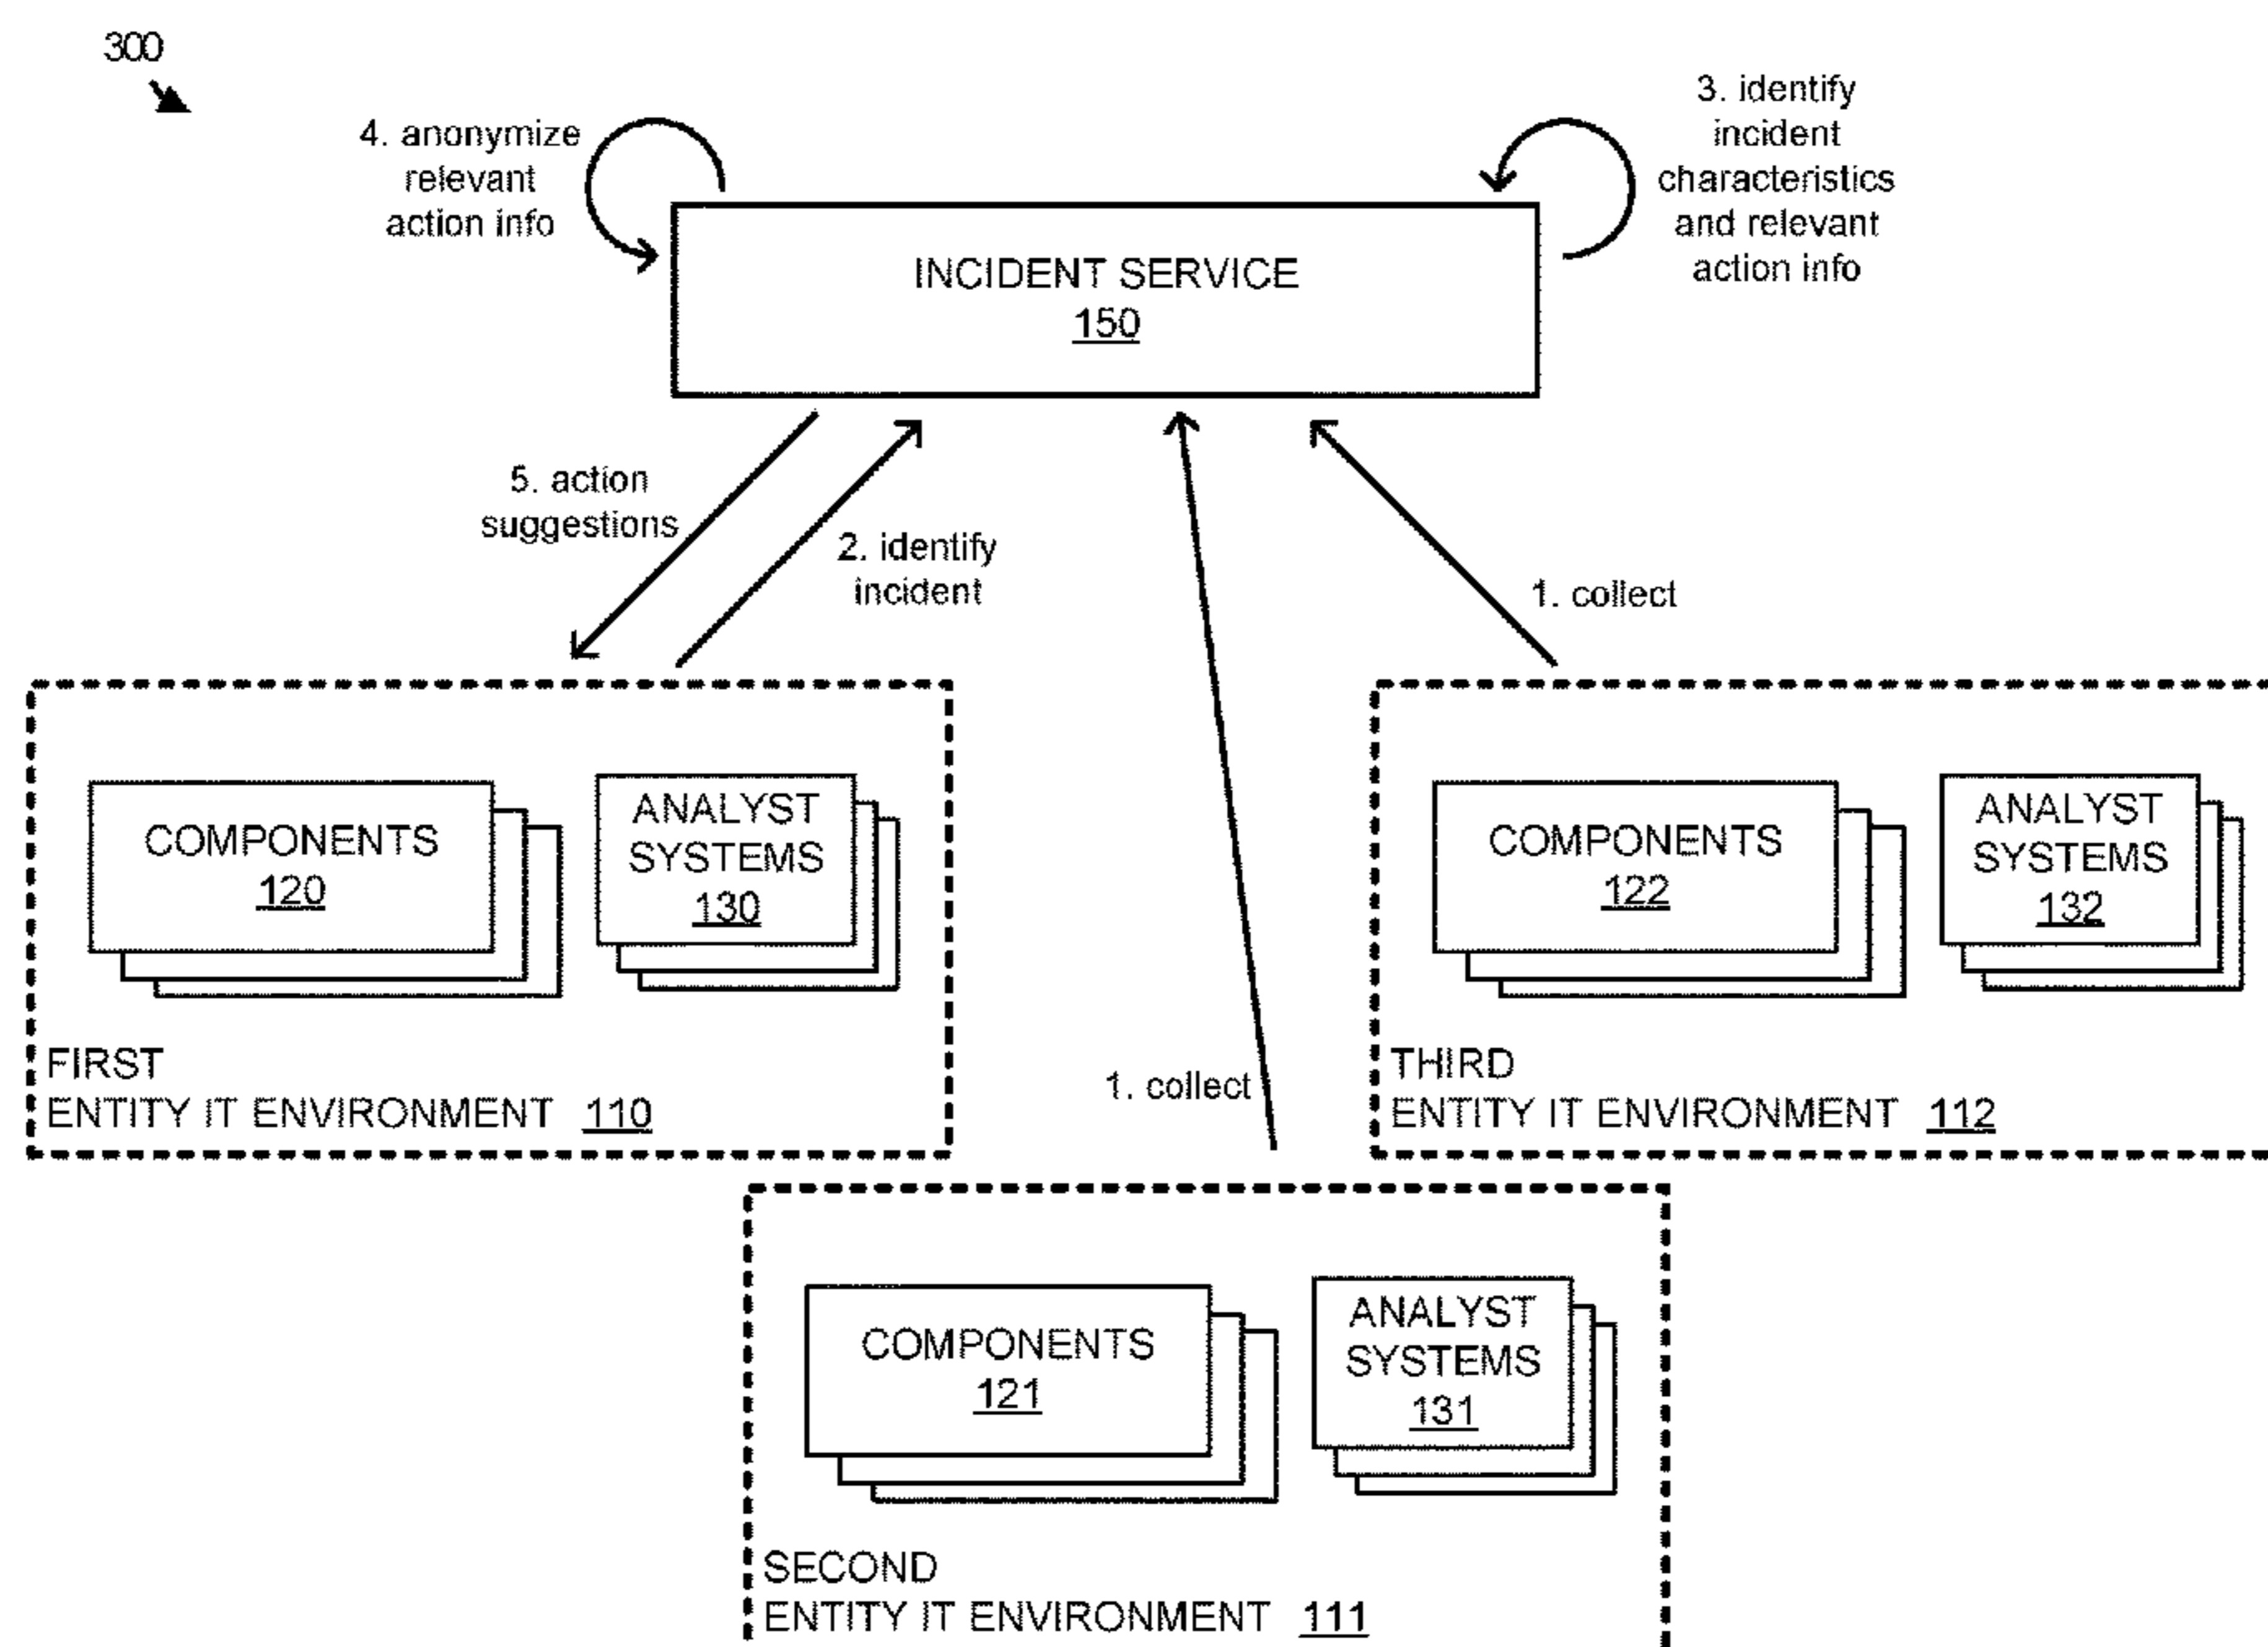 300
4. anonymize
relevant
action info
3. identify
incident
characteristics
and relevant
action info
INCIDENT SERVICE
150
5. action
suggestions
2. identify
incident
1. collect
COMPONENTS
120
ANALYST
SYSTEMS
130
FIRST
ENTITY IT ENVIRONMENT 110
COMPONENTS
122
ANALYST
SYSTEMS
132
THIRD
ENTITY IT ENVIRONMENT 112
1. collect
COMPONENTS
121
ANALYST
SYSTEMS
131
SECOND
ENTITY IT ENVIRONMENT 111